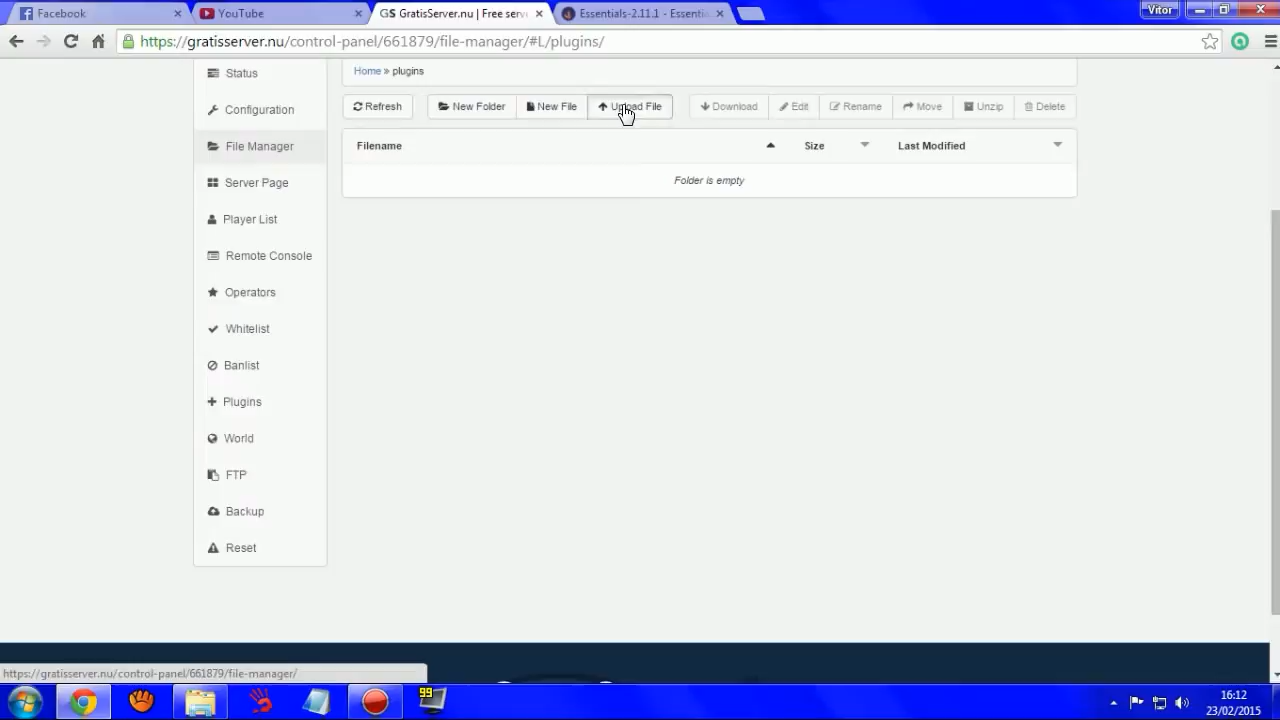 Facebook
YouTube
GS GratisServer.nu | Free serv
Essentials-2.11.1 - Essentia
Vitor
https://gratisserver.nu/control-panel/661879/file-manager/#L/plugins/
Home » plugins
Status
Configuration
File Manager
Server Page
Player List
Remote Console
Operators
Whitelist
Banlist
Plugins
World
FTP
Backup
Reset
Refresh
New Folder
New File
Upload File
Download
Edit
Rename
Move
Unzip
Delete
Filename
Size
Last Modified
Folder is empty
https://gratisserver.nu/control-panel/661879/file-manager/
99
16:12
23/02/2015